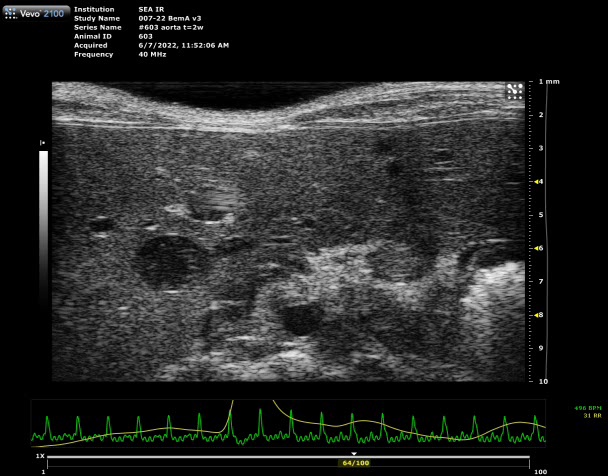 Vevo 2100
Institution SEA IR
Study Name 007-22 BemA v3
Series Name #603 aorta t=2w
Animal ID 603
Acquired 6/7/2022, 11:52:06 AM
Frequency 40 MHz
1 mm
2
3
4
5
6
7
8
9
10
496 BPM
31 RR
1X
64/100
1 100